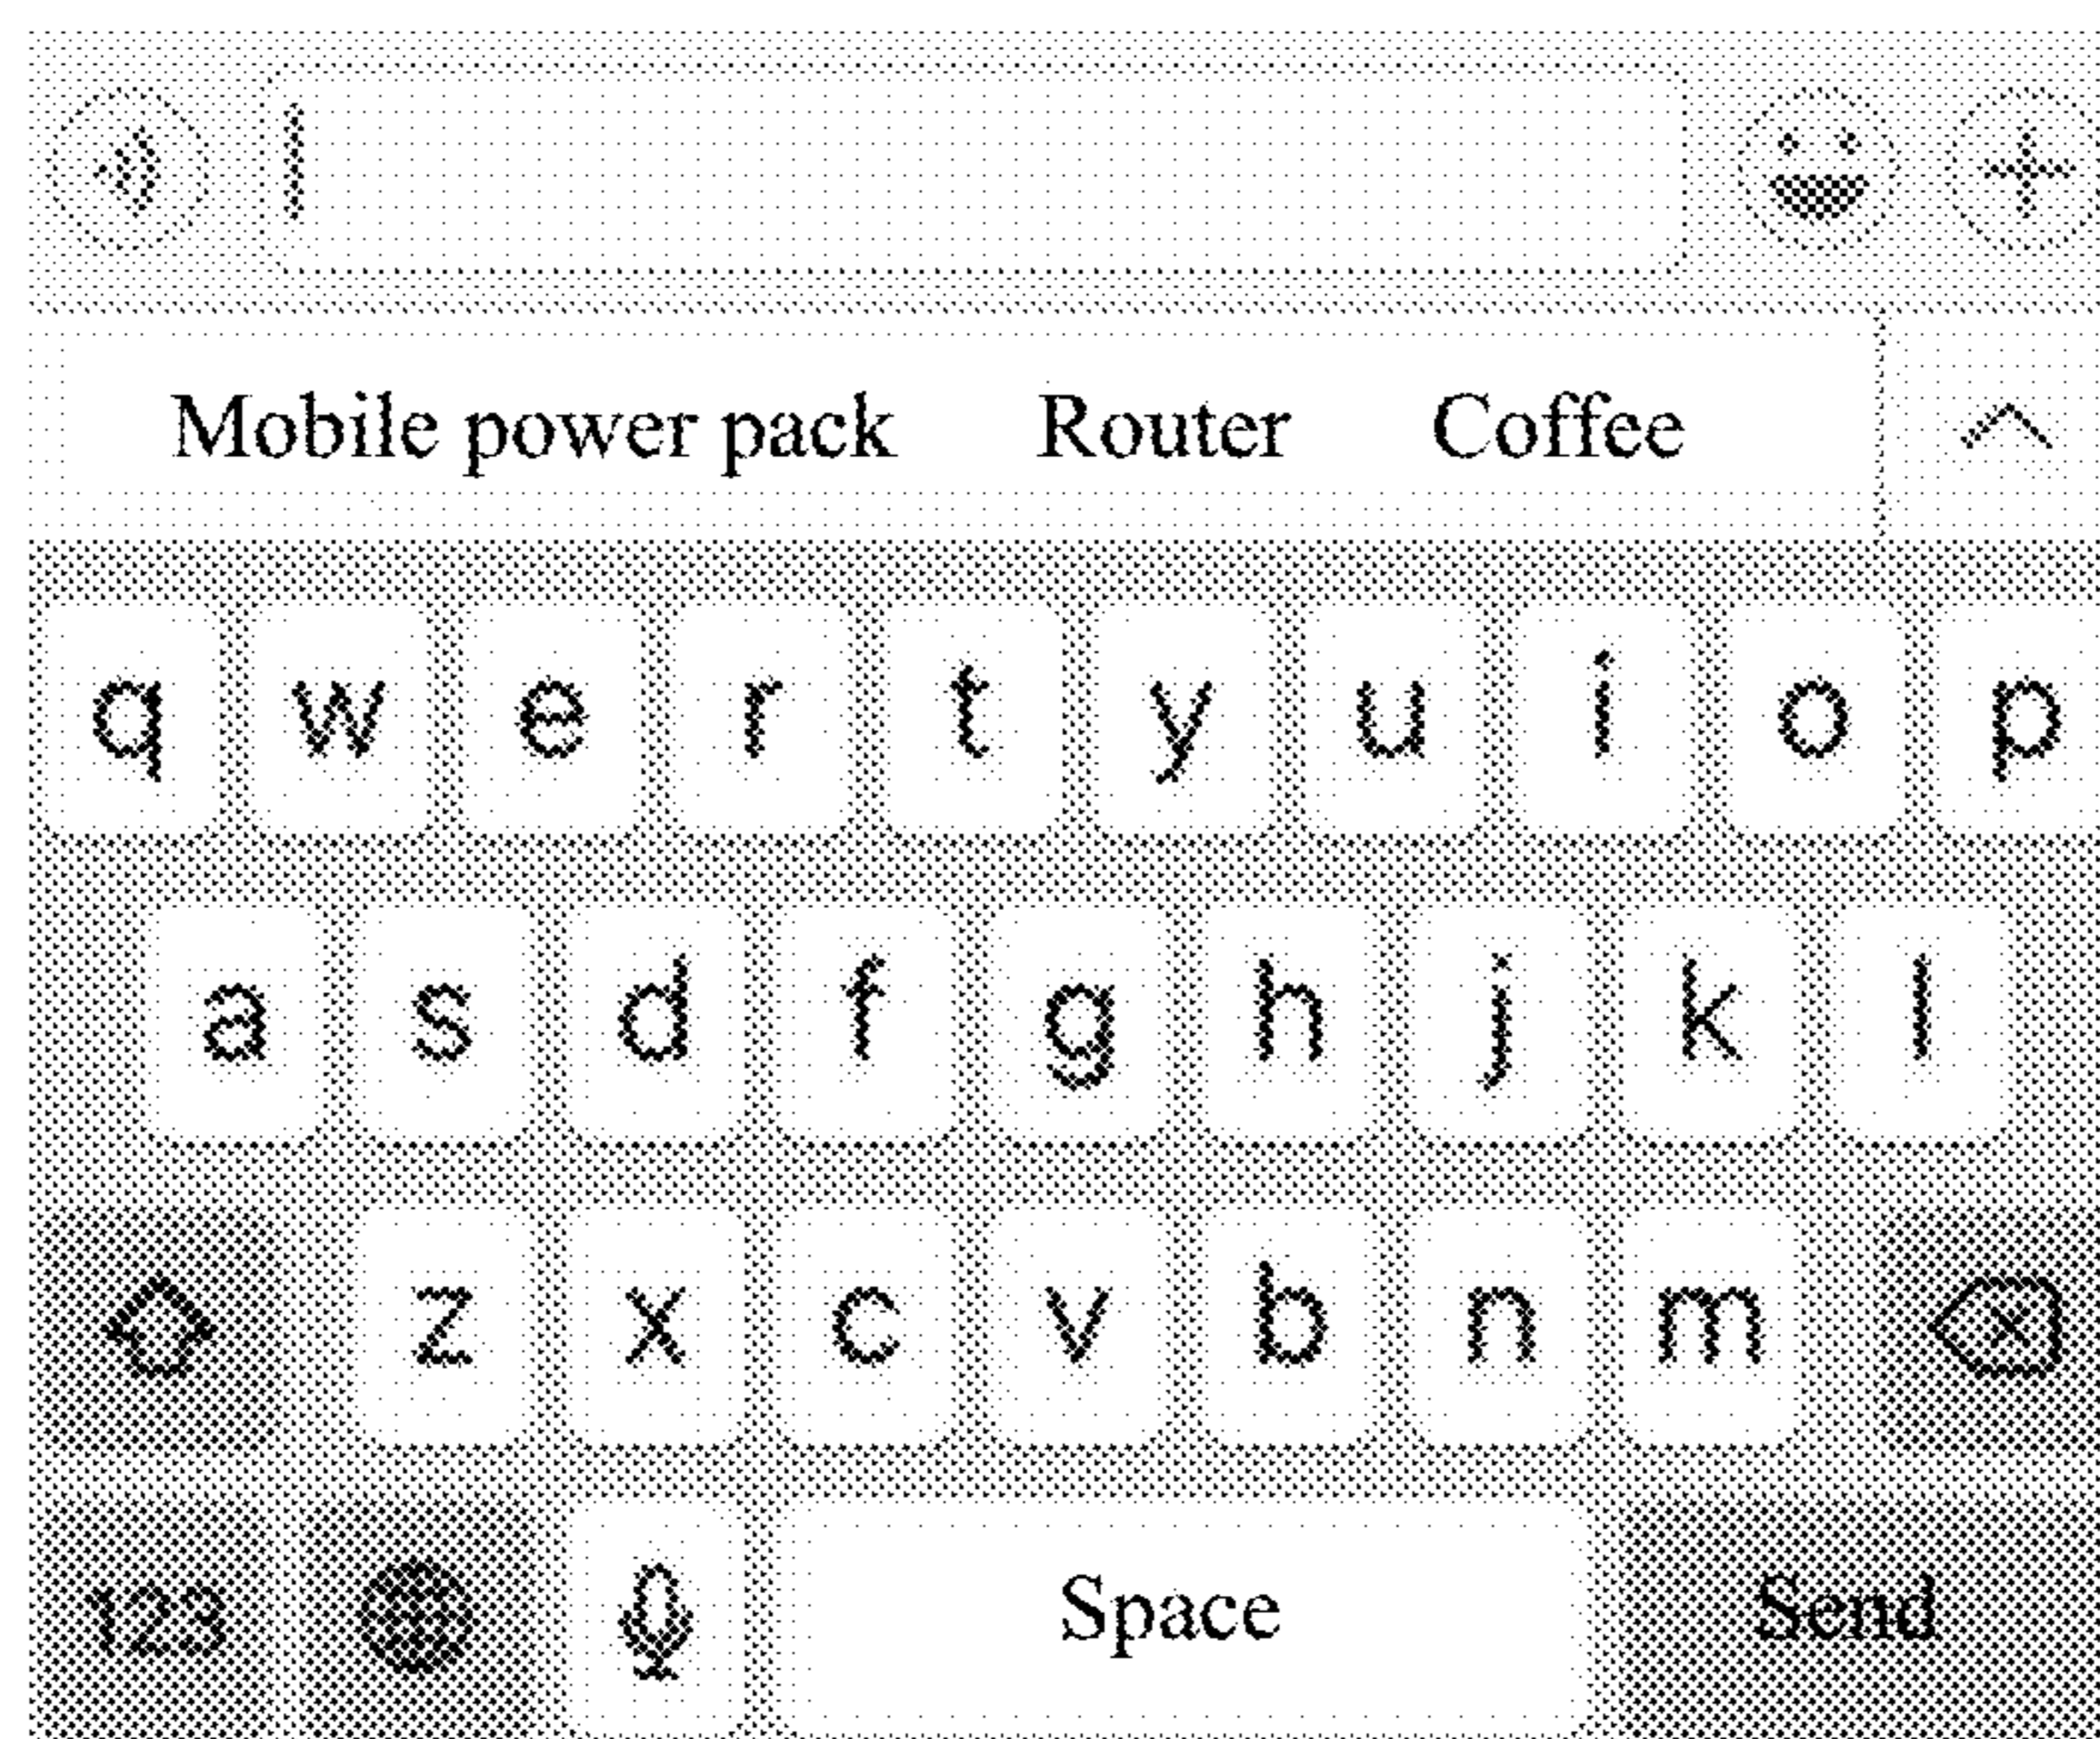 Mobile power pack Router Coffee
q w e r t y u i o p
a s d f g h j k l
z x c v b n m
123 Space Send